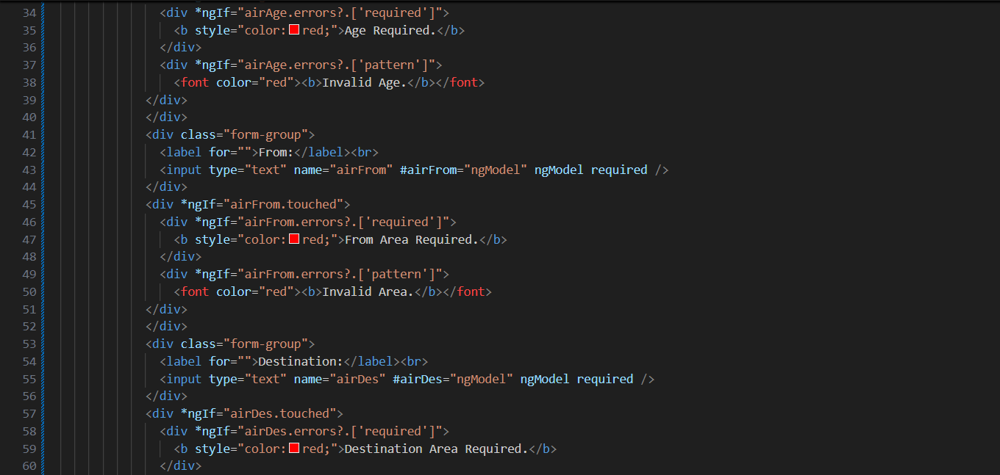 34 <div *ngIf="airAge.errors?.['required']">
35 <b style="color:red;">Age Required.</b>
36 </div>
37 <div *ngIf="airAge.errors?.['pattern']">
38 <font color="red"><b>Invalid Age.</b></font>
39 </div>
40 </div>
41 <div class="form-group">
42 <label for="">From:</label><br>
43 <input type="text" name="airFrom" #airFrom="ngModel" ngModel required />
44 </div>
45 <div *ngIf="airFrom.touched">
46 <div *ngIf="airFrom.errors?.['required']">
47 <b style="color:red;">From Area Required.</b>
48 </div>
49 <div *ngIf="airFrom.errors?.['pattern']">
50 <font color="red"><b>Invalid Area.</b></font>
51 </div>
52 </div>
53 <div class="form-group">
54 <label for="">Destination:</label><br>
55 <input type="text" name="airDes" #airDes="ngModel" ngModel required />
56 </div>
57 <div *ngIf="airDes.touched">
58 <div *ngIf="airDes.errors?.['required']">
59 <b style="color:red;">Destination Area Required.</b>
60 </div>